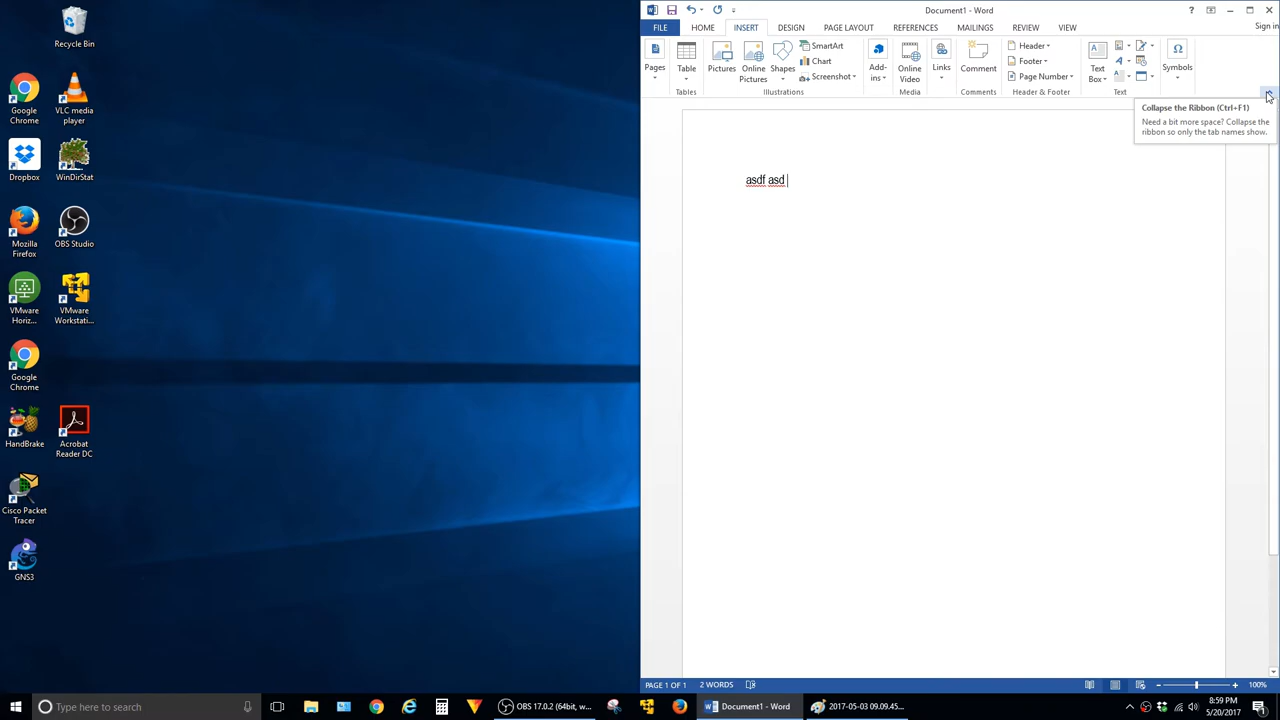 Recycle Bin
Google
Chrome
VLC media
player
Dropbox
WinDirStat
Mozilla
Firefox
OBS Studio
VMware
Horiz...
VMware
Workstati...
Google
Chrome
HandBrake
Acrobat
Reader DC
Cisco Packet
Tracer
GNS3
Document1 - Word
FILE HOME INSERT DESIGN PAGE LAYOUT REFERENCES MAILINGS REVIEW VIEW Sign in
Pages
Table
Tables
Pictures
Online
Pictures
Shapes
SmartArt
Chart
Screenshot
Illustrations
Add-
ins
Online
Video
Media
Links
Comment
Comments
Header
Footer
Page Number
Header & Footer
Text
Box
Text
Symbols
Collapse the Ribbon (Ctrl+F1)
Need a bit more space? Collapse the
ribbon so only the tab names show.
asdf asd
PAGE 1 OF 1 2 WORDS 100%
Type here to search
OBS 17.0.2 (64bit, w...
Document1 - Word
2017-05-03 09.09.45...
8:59 PM
5/20/2017